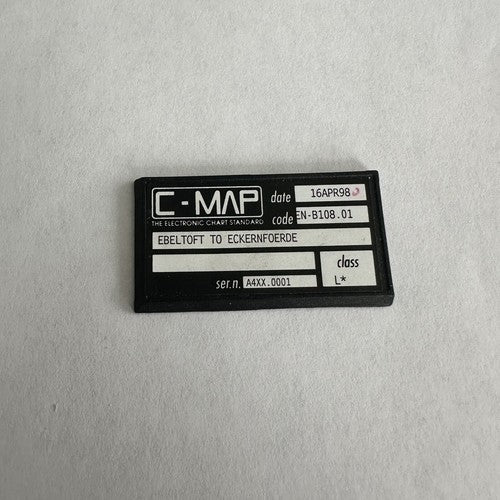 C-MAP
THE ELECTRONIC CHART STANDARD
date 16APR98
code EN-B108.01
EBELTOFT TO ECKERNFOERDE
class
L*
ser.n. A4XX.0001